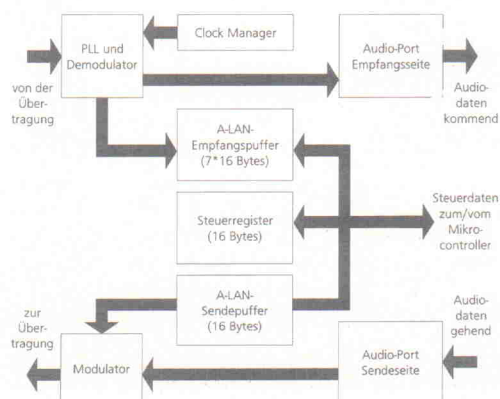 Clock Manager
PLL und
Demodulator
Audio-Port
Empfangsseite
von der
Über-
tragung
Audio-
daten
kommend
A-LAN-
Empfangspuffer
(7*16 Bytes)
Steuerregister
(16 Bytes)
Steuerdaten
zum/vom
Mikro-
controller
A-LAN-
Sendepuffer
(16 Bytes)
zur
Über-
tragung
Audio-
daten
gehend
Modulator
Audio-Port
Sendeseite